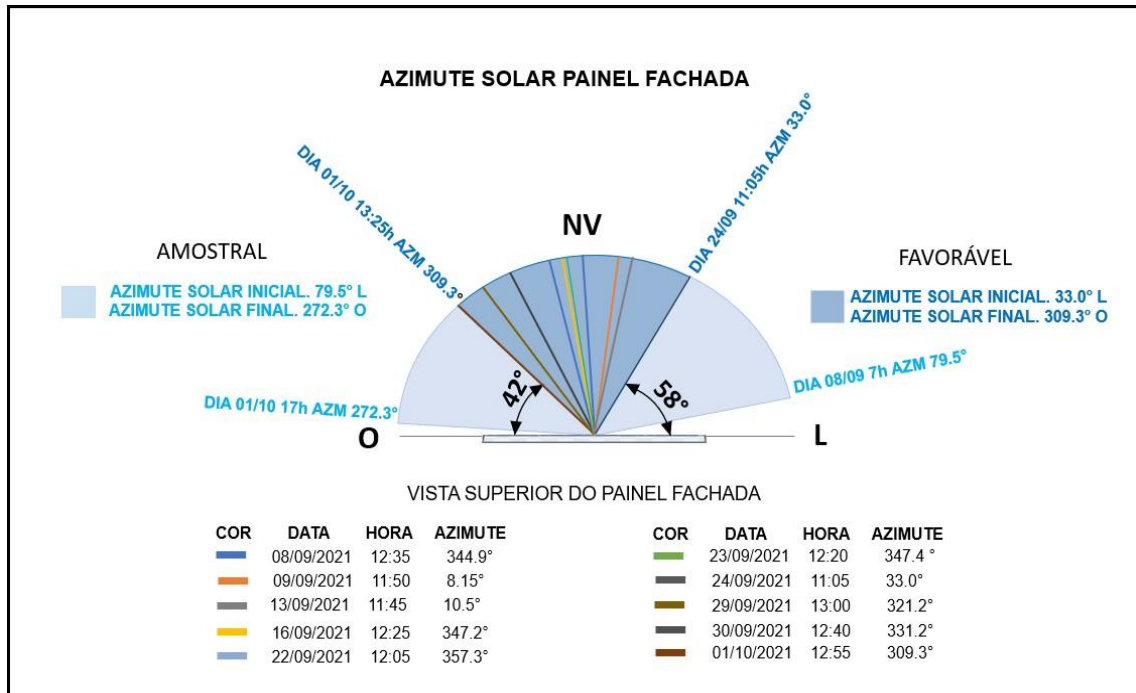 AZIMUTE SOLAR PAINEL FACHADA
DIA 01/10 13:25h AZM 309.3°
DIA 24/09 11:05h AZM 33.0°
NV
AMOSTRAL
AZIMUTE SOLAR INICIAL. 79.5° L
AZIMUTE SOLAR FINAL. 272.3° O
FAVORÁVEL
AZIMUTE SOLAR INICIAL. 33.0° L
AZIMUTE SOLAR FINAL. 309.3° O
DIA 01/10 17h AZM 272.3°
DIA 08/09 7h AZM 79.5°
42°
58°
O
L
VISTA SUPERIOR DO PAINEL FACHADA
COR DATA HORA AZIMUTE
08/09/2021 12:35 344.9°
09/09/2021 11:50 8.15°
13/09/2021 11:45 10.5°
16/09/2021 12:25 347.2°
22/09/2021 12:05 357.3°
COR DATA HORA AZIMUTE
23/09/2021 12:20 347.4 °
24/09/2021 11:05 33.0°
29/09/2021 13:00 321.2°
30/09/2021 12:40 331.2°
01/10/2021 12:55 309.3°